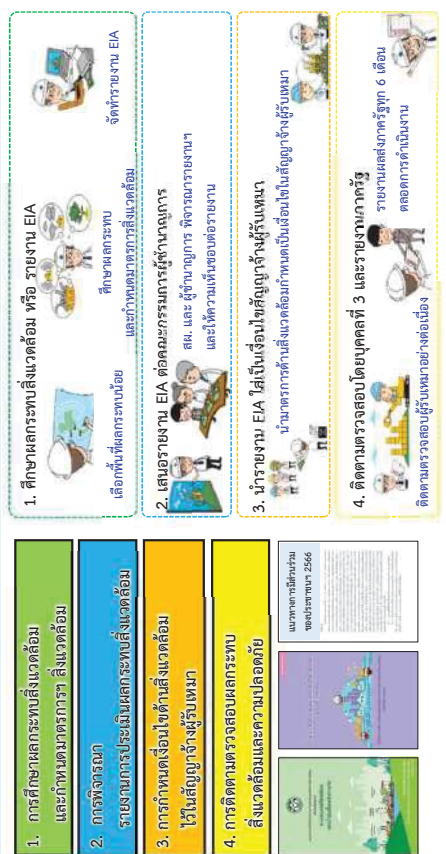 1. การศึกษาผลกระทบสิ่งแวดล้อม
และกำหนดมาตรการฯ สิ่งแวดล้อม
2. การพิจารณา
รายงานการประเมินผลกระทบสิ่งแวดล้อม
3. การกำหนดเงื่อนไขด้านสิ่งแวดล้อม
ไว้ในสัญญาจ้างผู้รับเหมา
4. การติดตามตรวจสอบผลกระทบ
สิ่งแวดล้อมและความปลอดภัย
แนวทางการมีส่วนร่วม
ของประชาชนฯ 2566
1. ศึกษาผลกระทบสิ่งแวดล้อม หรือ รายงาน EIA
เลือกพื้นที่ผลกระทบน้อย
ศึกษาผลกระทบ
และกำหนดมาตรการสิ่งแวดล้อม
จัดทำรายงาน EIA
2. เสนอรายงาน EIA ต่อคณะกรรมการผู้ชำนาญการ
สผ. และ ผู้ชำนาญการ พิจารณารายงานฯ
และให้ความเห็นชอบต่อรายงาน
3. นำรายงาน EIA ใส่เป็นเงื่อนไขสัญญาจ้างผู้รับเหมา
นำมาตรการด้านสิ่งแวดล้อมกำหนดเป็นเงื่อนไขในสัญญาจ้างผู้รับเหมา
4. ติดตามตรวจสอบโดยบุคคลที่ 3 และรายงานภาครัฐ
ติดตามตรวจสอบผู้รับเหมาอย่างต่อเนื่อง
รายงานผลส่งภาครัฐทุก 6 เดือน
ตลอดการดำเนินงาน